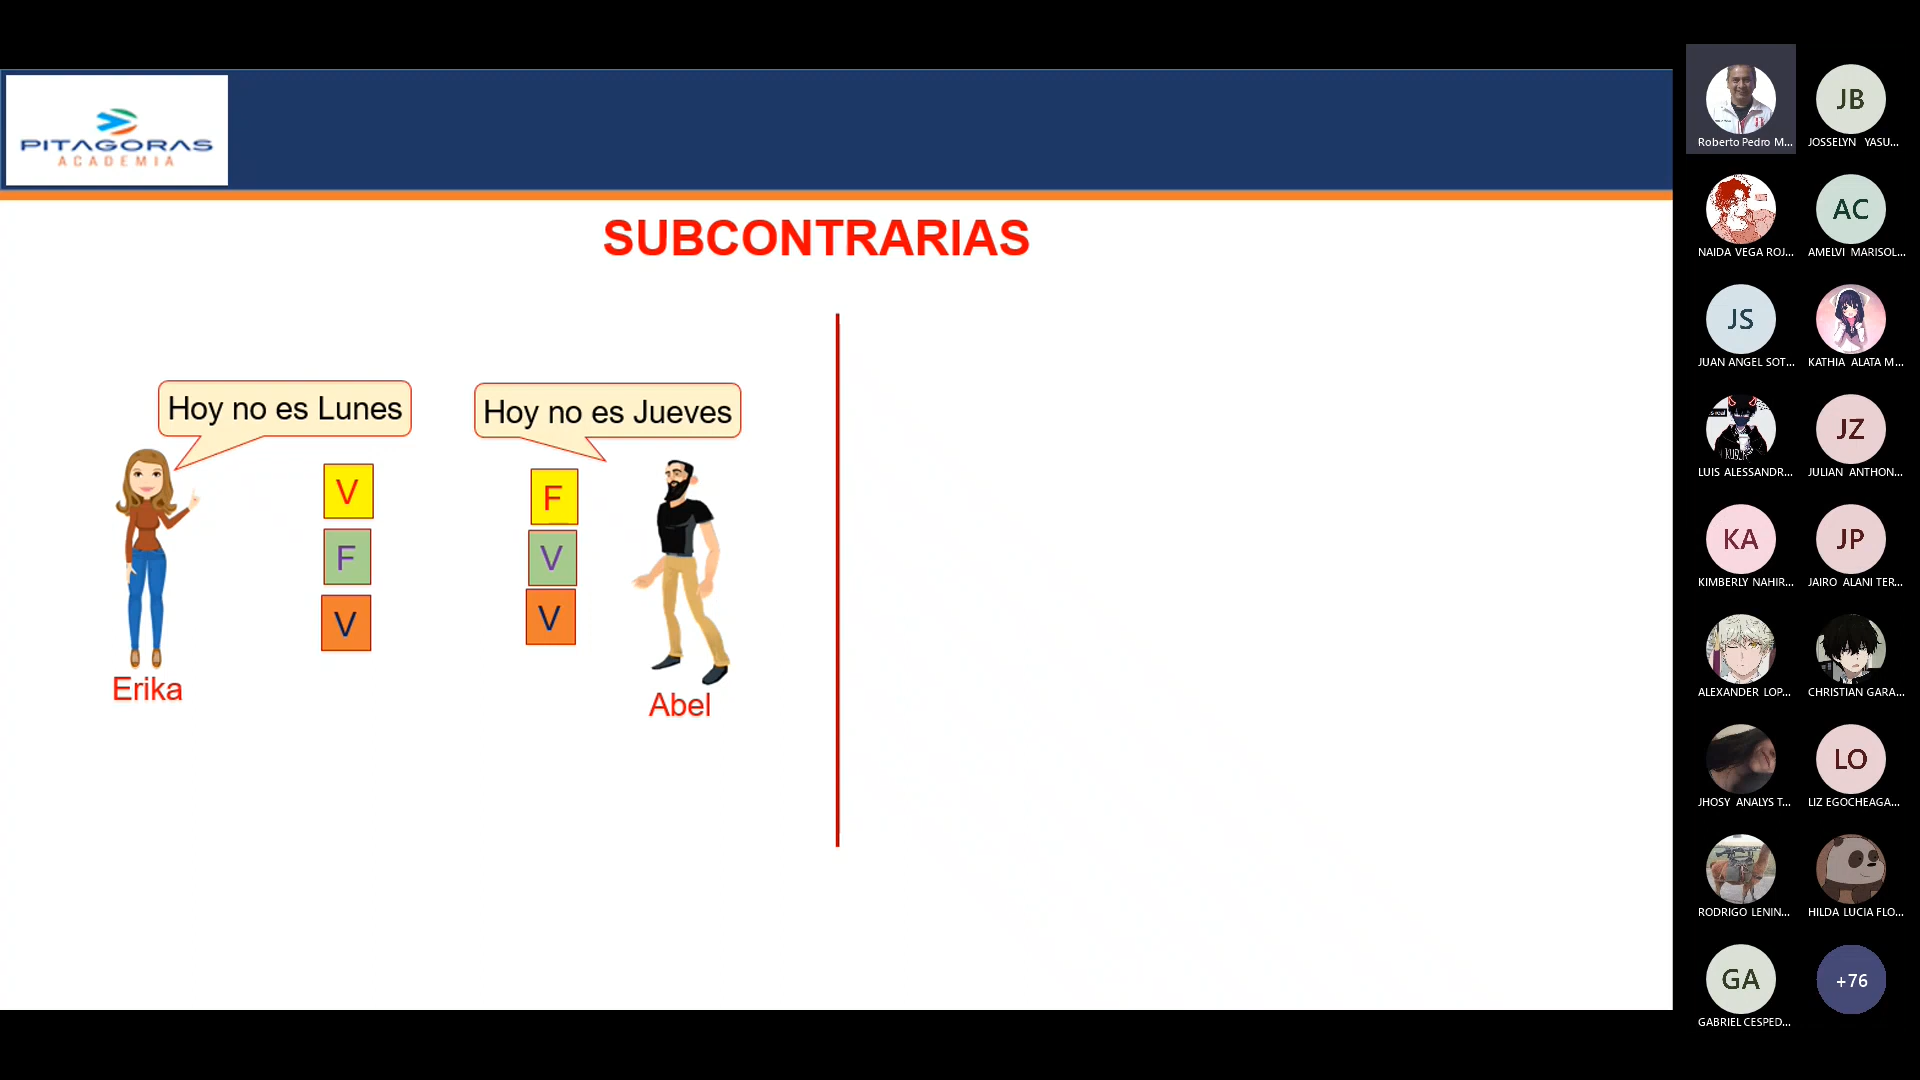 PITAGORAS
ACADEMIA
SUBCONTRARIAS
Hoy no es Lunes
Hoy no es Jueves
V
F
F
V
V
V
Erika
Abel
Roberto Pedro M...
JB
JOSSELYN YASU...
NAIDA VEGA ROJ...
AC
AMELVI MARISOL...
JS
JUAN ANGEL SOT...
KATHIA ALATA M...
LUIS ALESSANDR...
JZ
JULIAN ANTHON...
KA
KIMBERLY NAHIR...
JP
JAIRO ALANI TER...
ALEXANDER LOP...
CHRISTIAN GARA...
JHOSY ANALYS T...
LO
LIZ EGOCHEAGA...
RODRIGO LENIN...
HILDA LUCIA FLO...
GA
GABRIEL CESPED...
+76